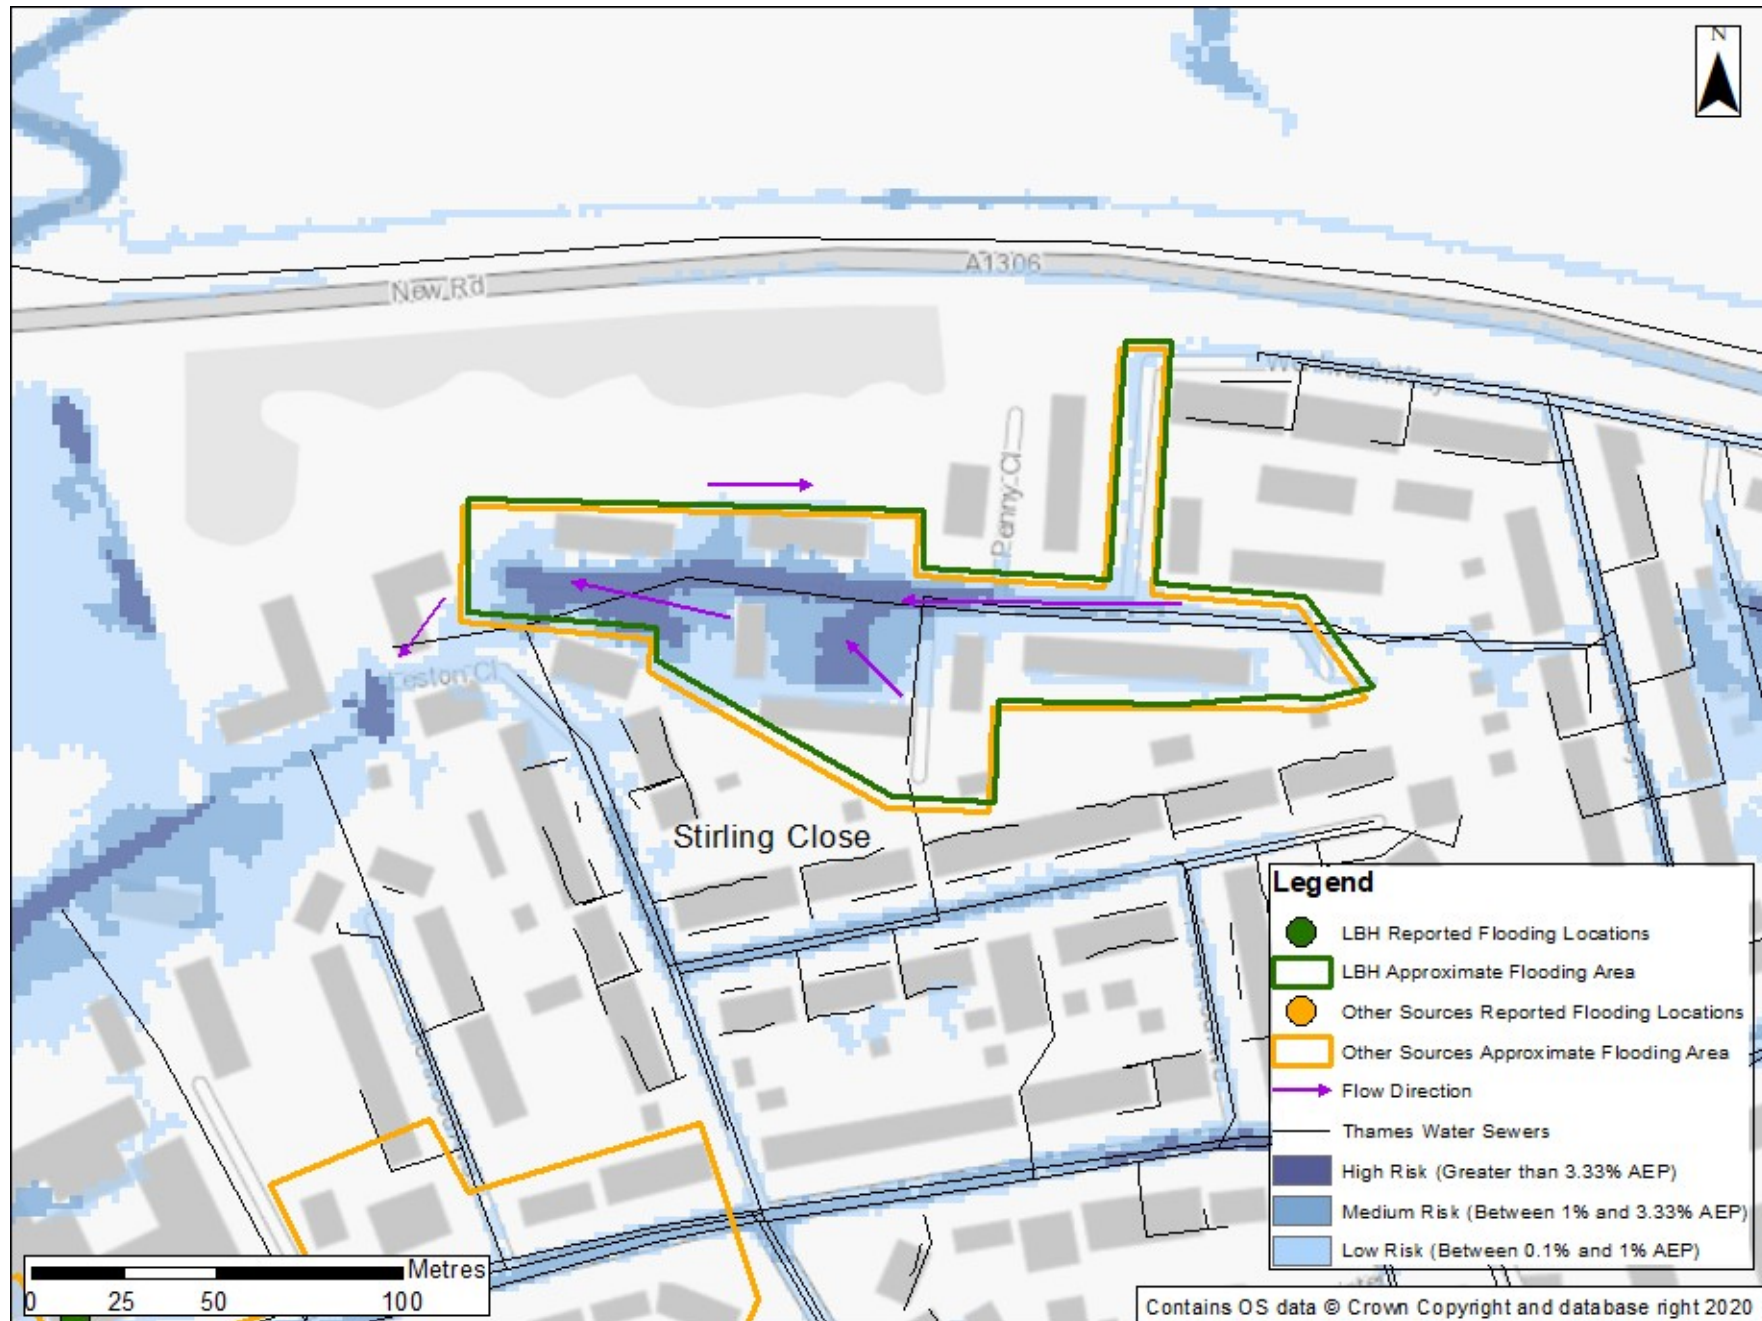 N
A1306
New Rd
Penny Cl
Stirling Close
Legend
LBH Reported Flooding Locations
LBH Approximate Flooding Area
Other Sources Reported Flooding Locations
Other Sources Approximate Flooding Area
Flow Direction
Thames Water Sewers
High Risk (Greater than 3.33% AEP)
Medium Risk (Between 1% and 3.33% AEP)
Low Risk (Between 0.1% and 1% AEP)
Metres
0 25 50 100
Contains OS data © Crown Copyright and database right 2020